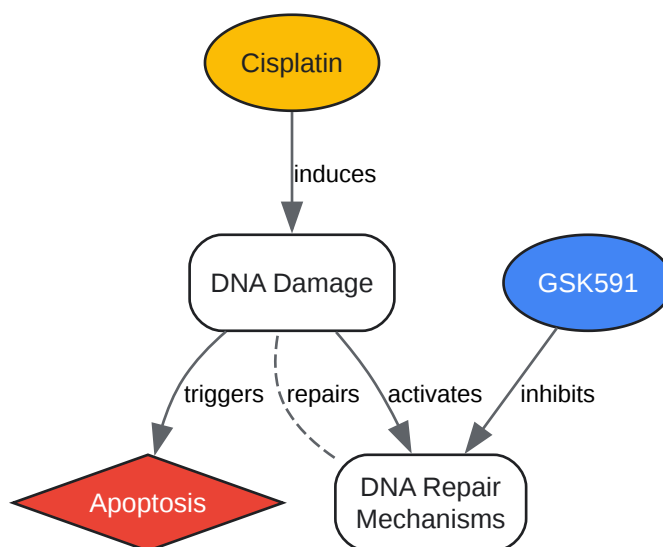 Cisplatin
induces
DNA Damage
GSK591
triggers
repairs
activates
inhibits
Apoptosis
DNA Repair
Mechanisms